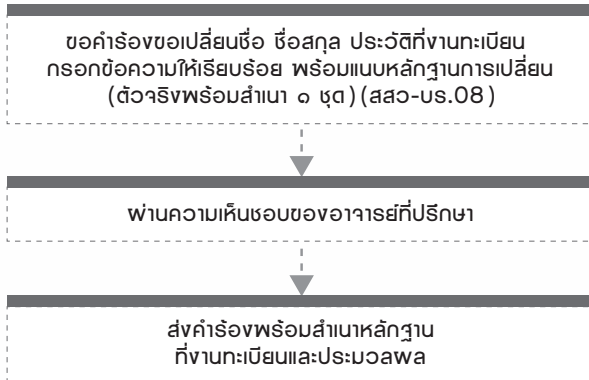 ขอคำร้องขอเปลี่ยนชื่อ ชื่อสกุล ประวัติที่งานทะเบียน
กรอกข้อความให้เรียบร้อย พร้อมแนบหลักฐานการเปลี่ยน
(ตัวจริงพร้อมสำเนา ๑ ชุด) (สสว-บร.08)
ผ่านความเห็นชอบของอาจารย์ที่ปรึกษา
ส่งคำร้องพร้อมสำเนาหลักฐาน
ที่งานทะเบียนและประมวลผล